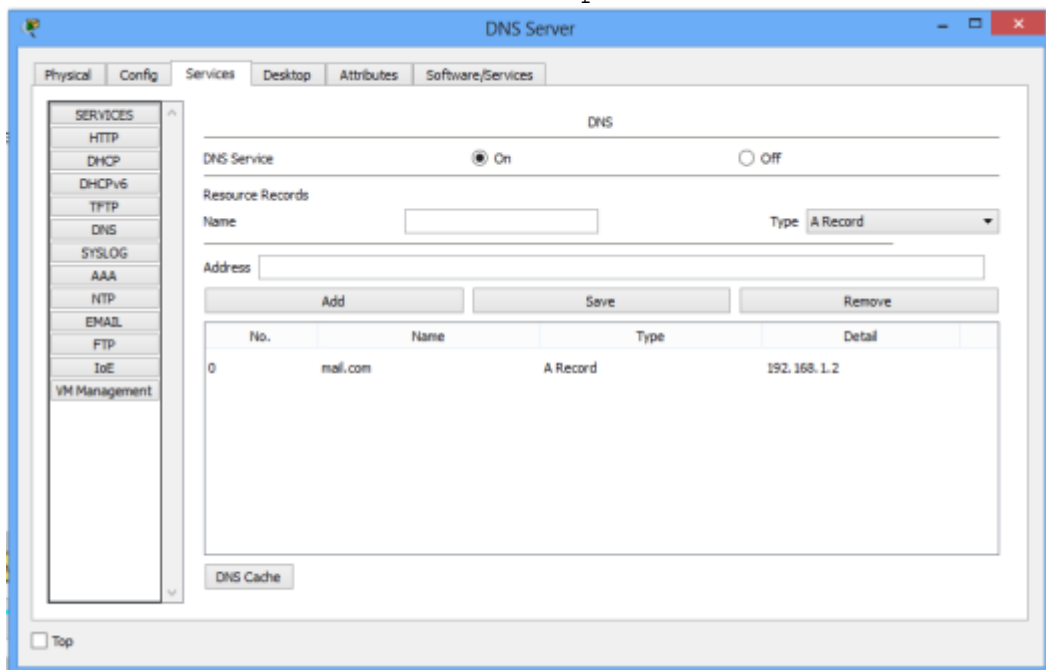 DNS Server
Physical Config Services Desktop Attributes Software/Services
SERVICES
HTTP
DHCP
DHCPv6
TFTP
DNS
SYSLOG
AAA
NTP
EMAIL
FTP
IoE
VM Management
DNS
DNS Service On Off
Resource Records
Name Type A Record
Address
Add Save Remove
No. Name Type Detail
0 mail.com A Record 192.168.1.2
DNS Cache
Top